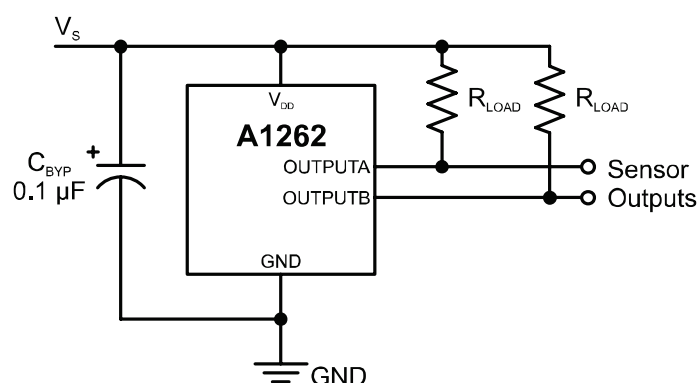 VS
VDD
A1262
RLOAD
RLOAD
CBYP
+
0.1 µF
OUTPUTA
OUTPUTB
Sensor
Outputs
GND
GND